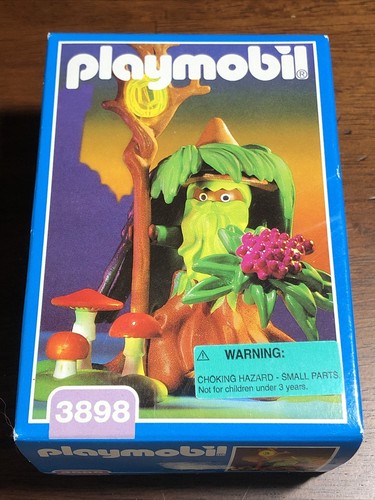 playmobil®
⚠ WARNING:
CHOKING HAZARD - SMALL PARTS.
Not for children under 3 years.
3898
playmobil